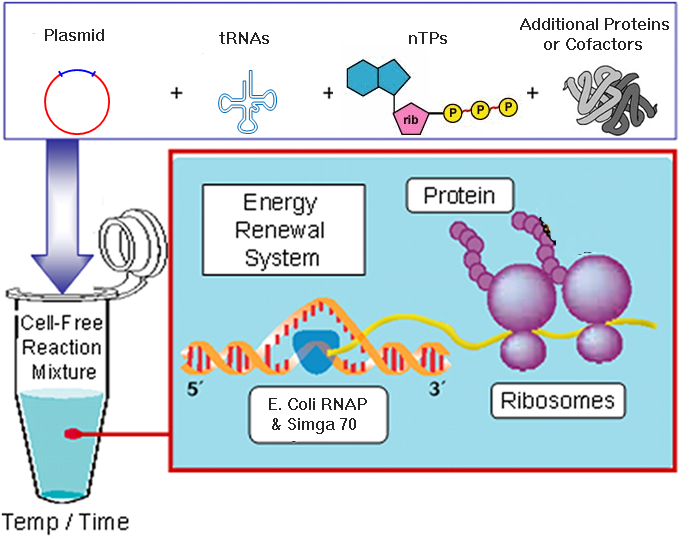 Plasmid
tRNAs
nTPs
Additional Proteins
or Cofactors
+
+
+
rib
P
P
P
Cell-Free
Reaction
Mixture
Energy
Renewal
System
Protein
5´
3´
E. Coli RNAP
& Simga 70
Ribosomes
Temp / Time